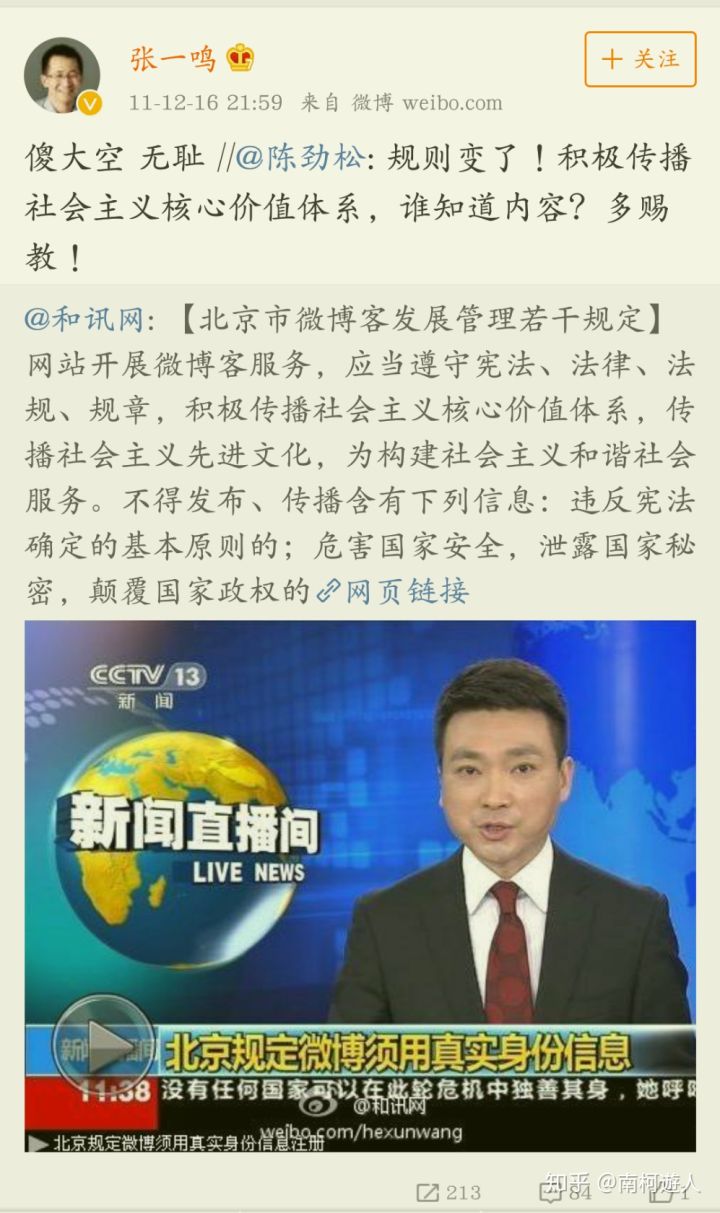 张一鸣
+ 关注
11-12-16 21:59 来自 微博 weibo.com
傻大空 无耻 //@陈劲松: 规则变了！积极传播
社会主义核心价值体系，谁知道内容？多赐
教！
@和讯网: 【北京市微博客发展管理若干规定】
网站开展微博客服务，应当遵守宪法、法律、法
规、规章，积极传播社会主义核心价值体系，传
播社会主义先进文化，为构建社会主义和谐社会
服务。不得发布、传播含有下列信息：违反宪法
确定的基本原则的；危害国家安全，泄露国家秘
密，颠覆国家政权的 网页链接
CCTV 13
新闻
新闻直播间
LIVE NEWS
北京规定微博须用真实身份信息
11:38 没有任何国家可以在此轮危机中独善其身，她呼
@和讯网
weibo.com/hexunwang
北京规定微博须用真实身份信息注册
213 84 1
知乎 @南柯遊人